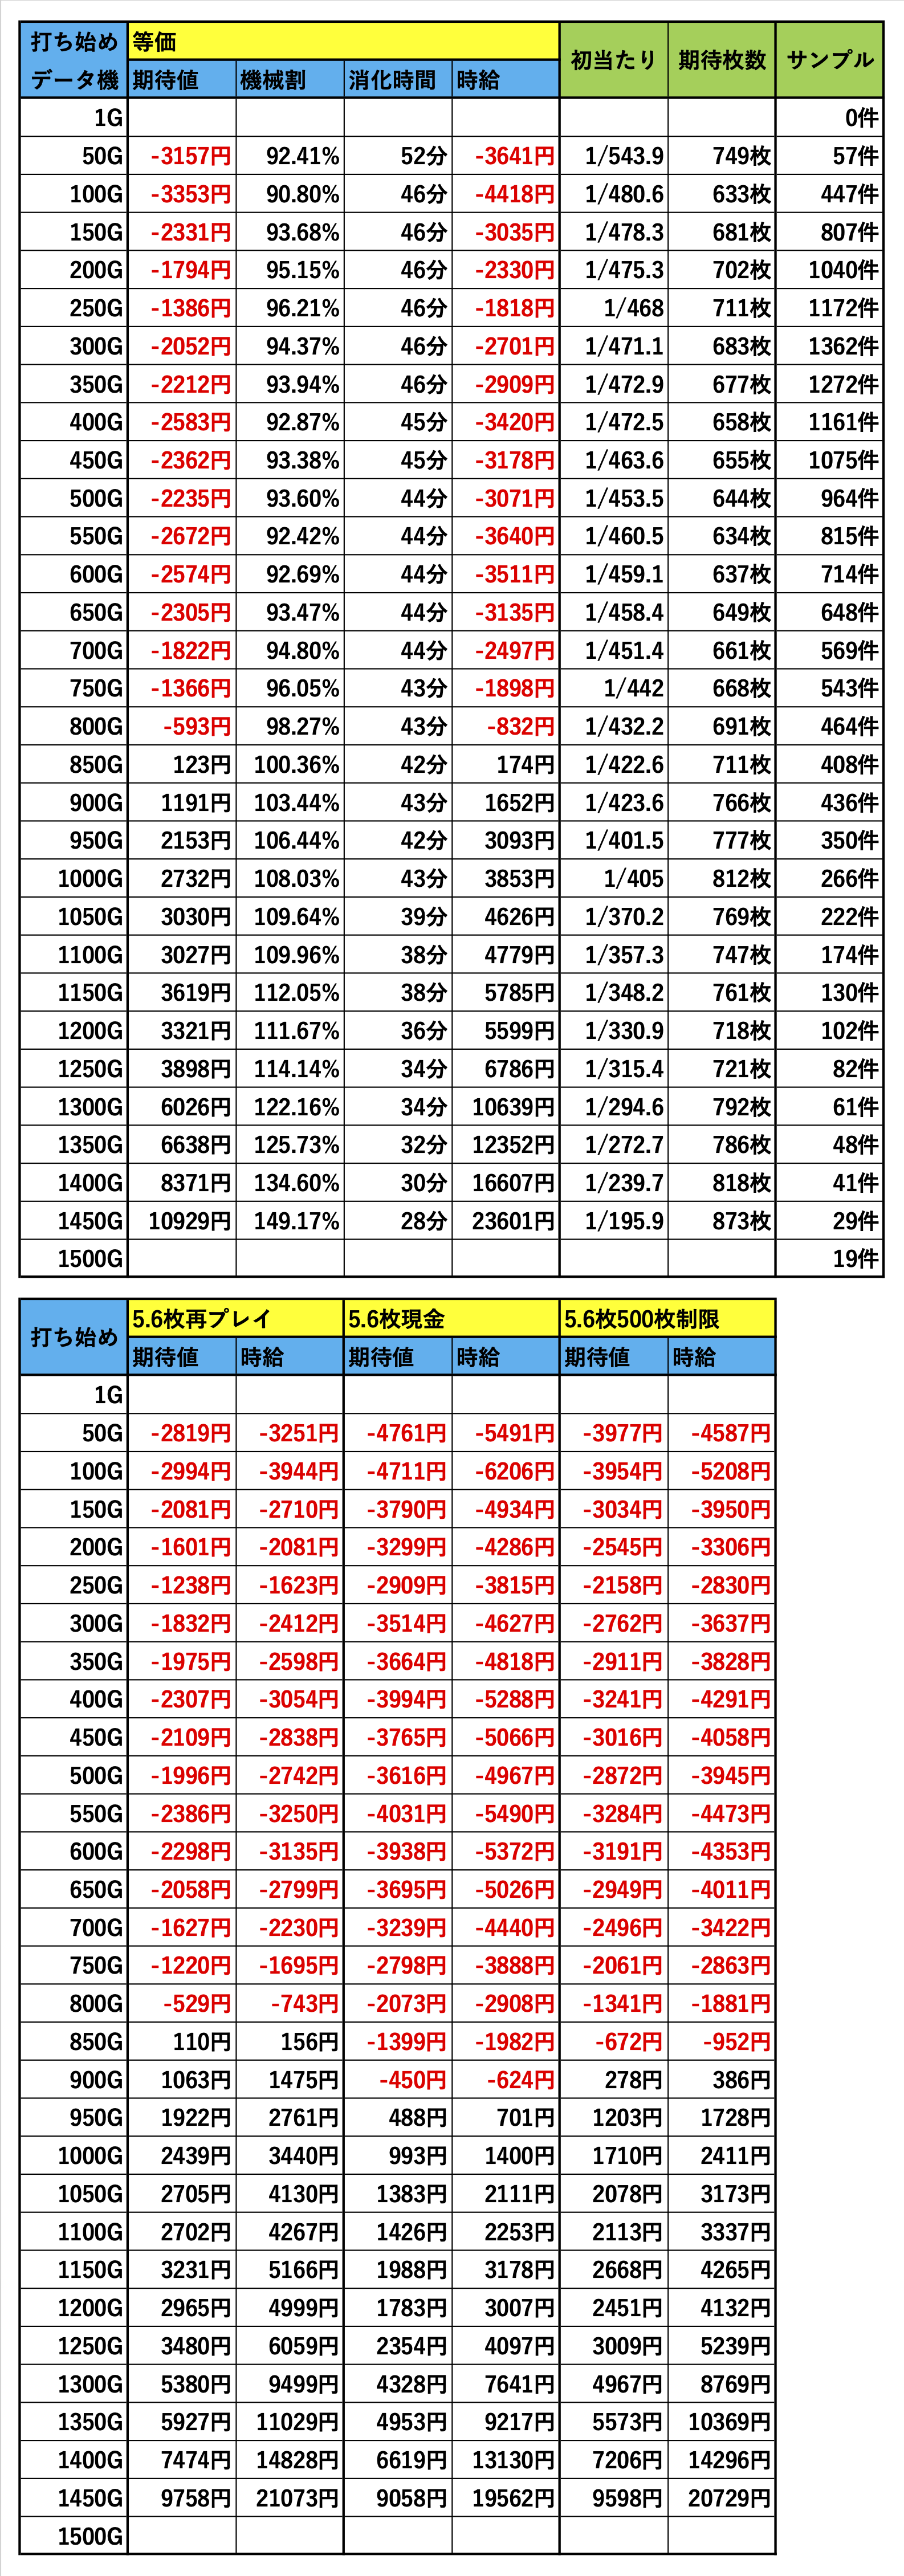 打ち始め 等価 初当たり 期待枚数 サンプル
データ機 期待値 機械割 消化時間 時給
1G 0件
50G -3157円 92.41% 52分 -3641円 1/543.9 749枚 57件
100G -3353円 90.80% 46分 -4418円 1/480.6 633枚 447件
150G -2331円 93.68% 46分 -3035円 1/478.3 681枚 807件
200G -1794円 95.15% 46分 -2330円 1/475.3 702枚 1040件
250G -1386円 96.21% 46分 -1818円 1/468 711枚 1172件
300G -2052円 94.37% 46分 -2701円 1/471.1 683枚 1362件
350G -2212円 93.94% 46分 -2909円 1/472.9 677枚 1272件
400G -2583円 92.87% 45分 -3420円 1/472.5 658枚 1161件
450G -2362円 93.38% 45分 -3178円 1/463.6 655枚 1075件
500G -2235円 93.60% 44分 -3071円 1/453.5 644枚 964件
550G -2672円 92.42% 44分 -3640円 1/460.5 634枚 815件
600G -2574円 92.69% 44分 -3511円 1/459.1 637枚 714件
650G -2305円 93.47% 44分 -3135円 1/458.4 649枚 648件
700G -1822円 94.80% 44分 -2497円 1/451.4 661枚 569件
750G -1366円 96.05% 43分 -1898円 1/442 668枚 543件
800G -593円 98.27% 43分 -832円 1/432.2 691枚 464件
850G 123円 100.36% 42分 174円 1/422.6 711枚 408件
900G 1191円 103.44% 43分 1652円 1/423.6 766枚 436件
950G 2153円 106.44% 42分 3093円 1/401.5 777枚 350件
1000G 2732円 108.03% 43分 3853円 1/405 812枚 266件
1050G 3030円 109.64% 39分 4626円 1/370.2 769枚 222件
1100G 3027円 109.96% 38分 4779円 1/357.3 747枚 174件
1150G 3619円 112.05% 38分 5785円 1/348.2 761枚 130件
1200G 3321円 111.67% 36分 5599円 1/330.9 718枚 102件
1250G 3898円 114.14% 34分 6786円 1/315.4 721枚 82件
1300G 6026円 122.16% 34分 10639円 1/294.6 792枚 61件
1350G 6638円 125.73% 32分 12352円 1/272.7 786枚 48件
1400G 8371円 134.60% 30分 16607円 1/239.7 818枚 41件
1450G 10929円 149.17% 28分 23601円 1/195.9 873枚 29件
1500G 19件
打ち始め 5.6枚再プレイ 5.6枚現金 5.6枚500枚制限
期待値 時給 期待値 時給 期待値 時給
1G
50G -2819円 -3251円 -4761円 -5491円 -3977円 -4587円
100G -2994円 -3944円 -4711円 -6206円 -3954円 -5208円
150G -2081円 -2710円 -3790円 -4934円 -3034円 -3950円
200G -1601円 -2081円 -3299円 -4286円 -2545円 -3306円
250G -1238円 -1623円 -2909円 -3815円 -2158円 -2830円
300G -1832円 -2412円 -3514円 -4627円 -2762円 -3637円
350G -1975円 -2598円 -3664円 -4818円 -2911円 -3828円
400G -2307円 -3054円 -3994円 -5288円 -3241円 -4291円
450G -2109円 -2838円 -3765円 -5066円 -3016円 -4058円
500G -1996円 -2742円 -3616円 -4967円 -2872円 -3945円
550G -2386円 -3250円 -4031円 -5490円 -3284円 -4473円
600G -2298円 -3135円 -3938円 -5372円 -3191円 -4353円
650G -2058円 -2799円 -3695円 -5026円 -2949円 -4011円
700G -1627円 -2230円 -3239円 -4440円 -2496円 -3422円
750G -1220円 -1695円 -2798円 -3888円 -2061円 -2863円
800G -529円 -743円 -2073円 -2908円 -1341円 -1881円
850G 110円 156円 -1399円 -1982円 -672円 -952円
900G 1063円 1475円 -450円 -624円 278円 386円
950G 1922円 2761円 488円 701円 1203円 1728円
1000G 2439円 3440円 993円 1400円 1710円 2411円
1050G 2705円 4130円 1383円 2111円 2078円 3173円
1100G 2702円 4267円 1426円 2253円 2113円 3337円
1150G 3231円 5166円 1988円 3178円 2668円 4265円
1200G 2965円 4999円 1783円 3007円 2451円 4132円
1250G 3480円 6059円 2354円 4097円 3009円 5239円
1300G 5380円 9499円 4328円 7641円 4967円 8769円
1350G 5927円 11029円 4953円 9217円 5573円 10369円
1400G 7474円 14828円 6619円 13130円 7206円 14296円
1450G 9758円 21073円 9058円 19562円 9598円 20729円
1500G